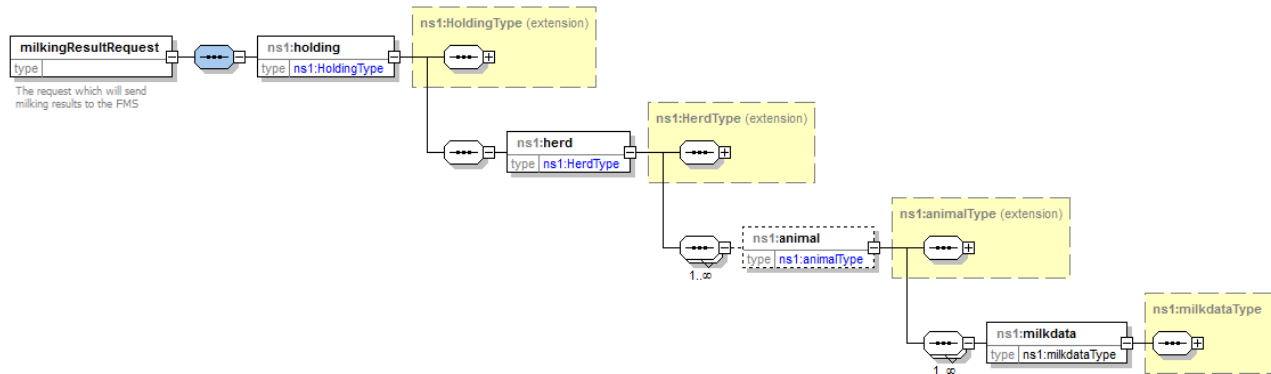 ns1:HoldingType (extension)
milkingResultRequest
type
The request which will send
milking results to the FMS
ns1:holding
type ns1:HoldingType
ns1:HerdType (extension)
ns1:herd
type ns1:HerdType
ns1:animalType (extension)
ns1:animal
type ns1:animalType
1..∞
ns1:milkdataType
ns1:milkdata
type ns1:milkdataType
1..∞